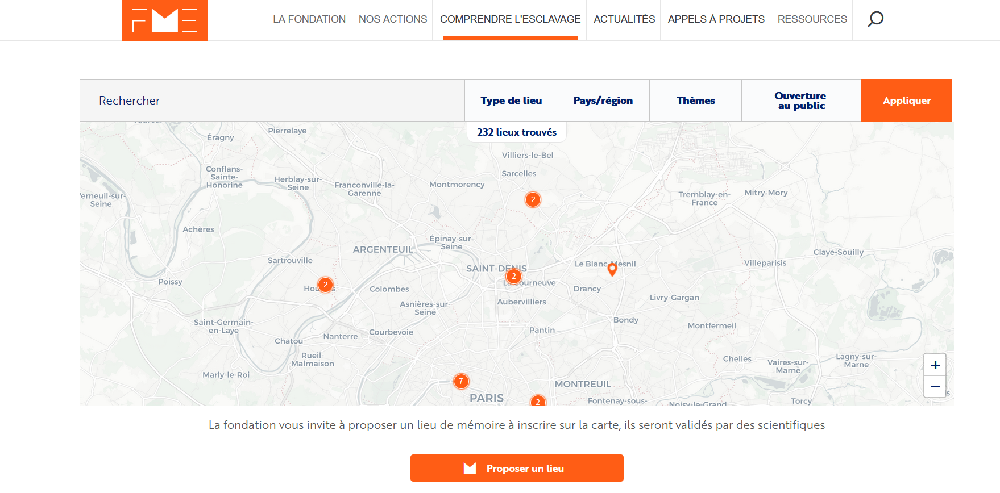 FME
LA FONDATION
NOS ACTIONS
COMPRENDRE L'ESCLAVAGE
ACTUALITÉS
APPELS À PROJETS
RESSOURCES
Rechercher
Type de lieu
Pays/région
Thèmes
Ouverture
au public
Appliquer
232 lieux trouvés
Pierrelaye
Éragny
Villiers-le-Bel
Conflans-
Sainte-
Honorine
Sarcelles
Herblay-sur-
Seine
Franconville-la-
Garenne
Montmorency
Verneuil-sur-
Seine
Tremblay-en-
France
Mitry-Mory
2
Achères
Épinay-sur-
Seine
ARGENTEUIL
Claye-Souilly
Sartrouville
SAINT-DENIS
Le Blanc-Mesnil
Villeparisis
2
Poissy
2
La Courneuve
Colombes
Drancy
Livry-Gargan
Asnières-sur-
Seine
Aubervilliers
Saint-Germain-
en-Laye
Bondy
Montfermeil
Courbevoie
Pantin
Nanterre
Chatou
Rueil-
Malmaison
Chelles
Vaires-sur-
Marne
Lagny-sur-
Marne
+
−
Marly-le-Roi
7
MONTREUIL
PARIS
2
Fontenay-sous-
Noisy-le-Grand
Torcy
La fondation vous invite à proposer un lieu de mémoire à inscrire sur la carte, ils seront validés par des scientifiques
Proposer un lieu